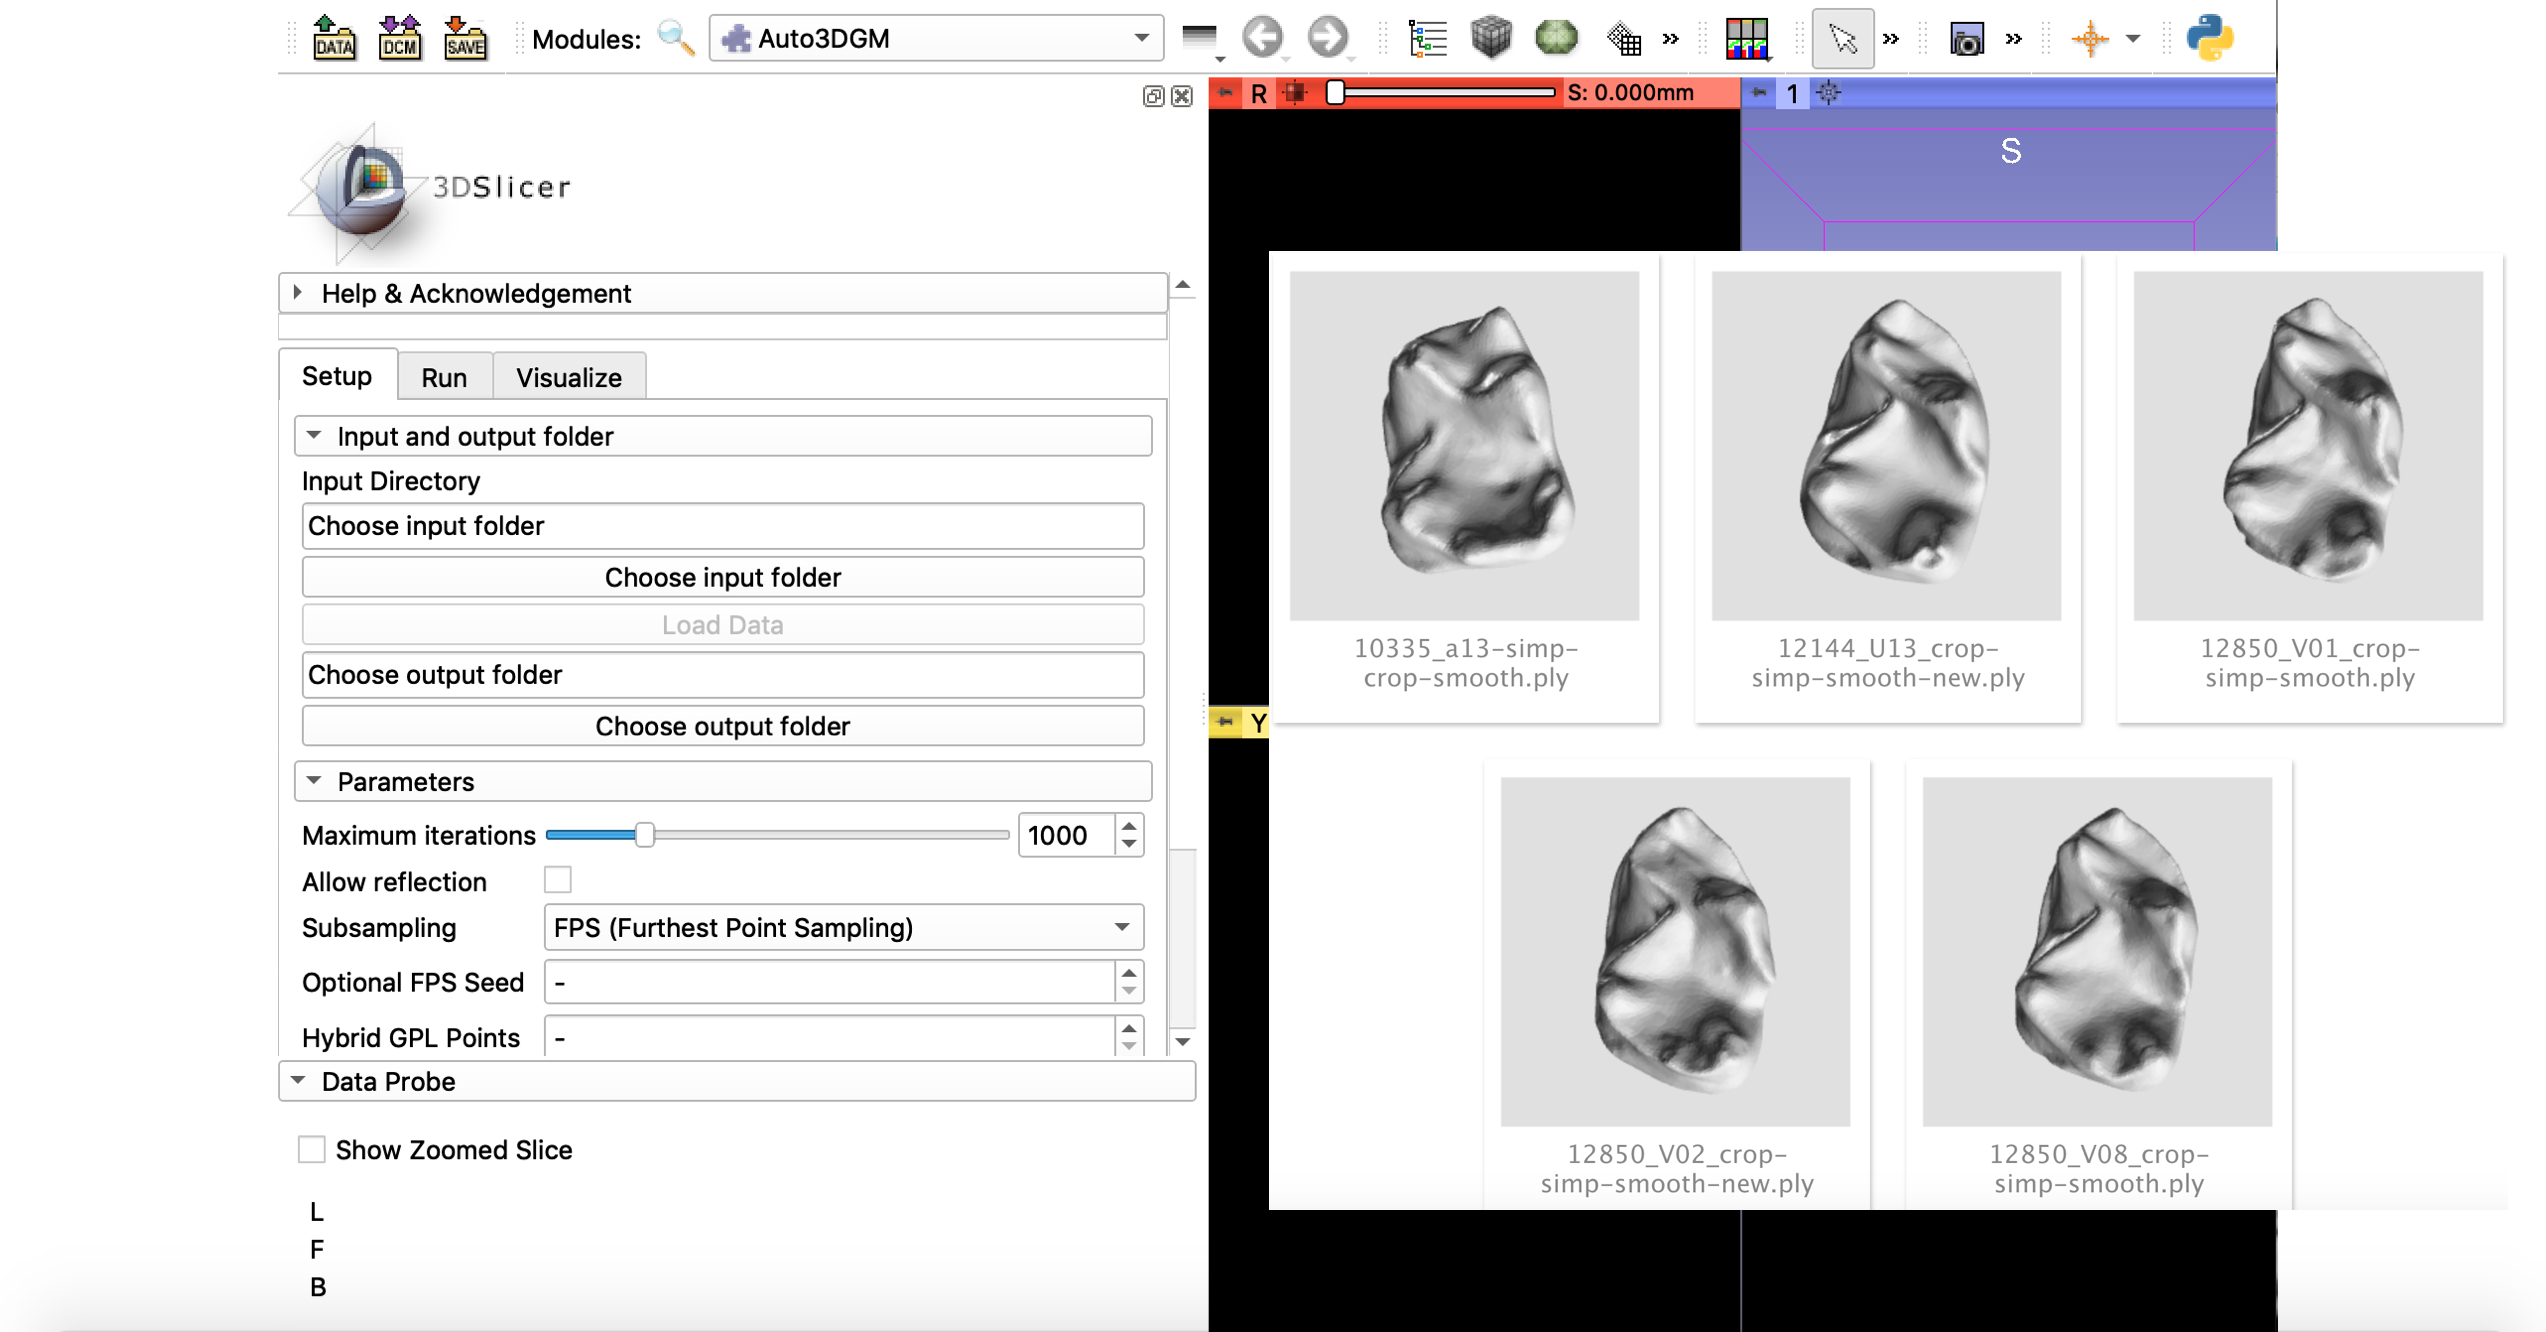 DATA
DCM
SAVE
Modules:
Auto3DGM
»
»
»
R
S: 0.000mm
1
S
3DSlicer
Help & Acknowledgement
Setup
Run
Visualize
Input and output folder
Input Directory
Choose input folder
Choose input folder
Load Data
Choose output folder
Choose output folder
Parameters
Maximum iterations
1000
Allow reflection
Subsampling
FPS (Furthest Point Sampling)
Optional FPS Seed
-
Hybrid GPL Points
-
Data Probe
Show Zoomed Slice
L
F
B
Y
10335_a13-simp-
crop-smooth.ply
12144_U13_crop-
simp-smooth-new.ply
12850_V01_crop-
simp-smooth.ply
12850_V02_crop-
simp-smooth-new.ply
12850_V08_crop-
simp-smooth.ply